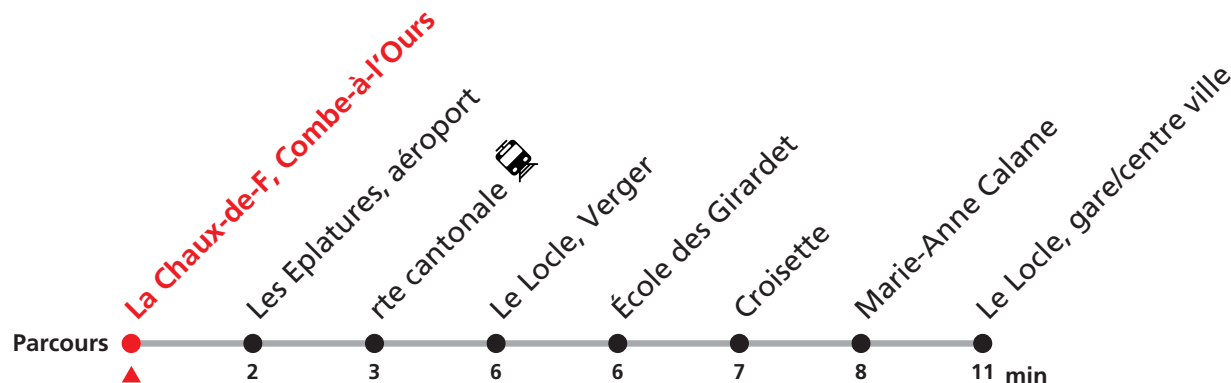 La Chaux-de-F, Combe-à-l'Ours
Les Eplatures, aéroport
rte cantonale
Le Locle, Verger
École des Girardet
Croisette
Marie-Anne Calame
Le Locle, gare/centre ville
Parcours
2 3 6 6 7 8 11 min